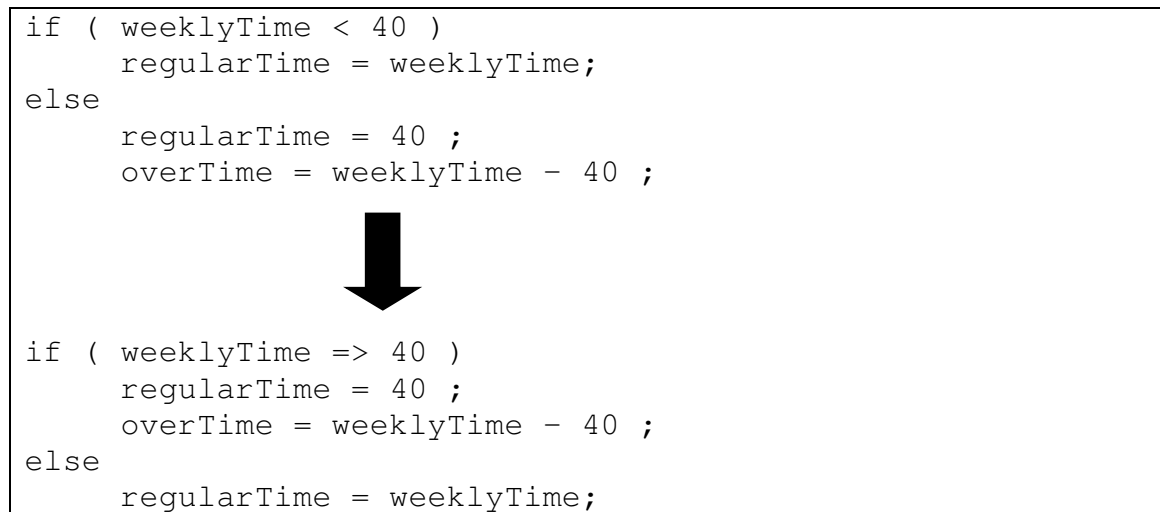 if ( weeklyTime < 40 )
regularTime = weeklyTime;
else
regularTime = 40 ;
overTime = weeklyTime – 40 ;
if ( weeklyTime => 40 )
regularTime = 40 ;
overTime = weeklyTime – 40 ;
else
regularTime = weeklyTime;